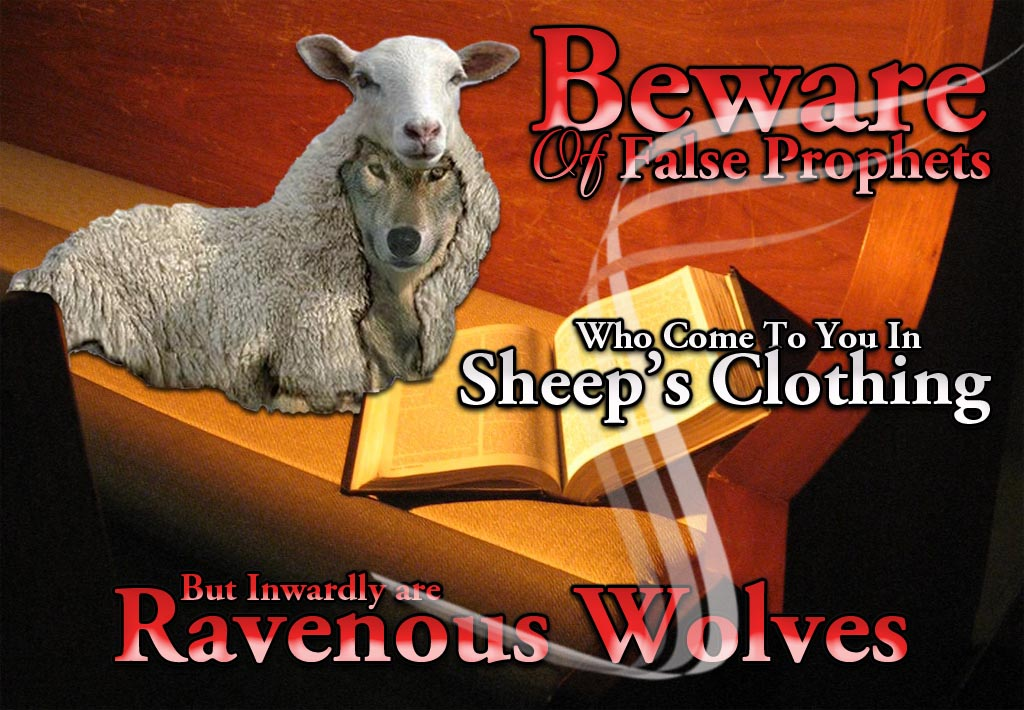 Beware
Of False Prophets
Who Come To You In
Sheep's Clothing
But Inwardly are
Ravenous Wolves